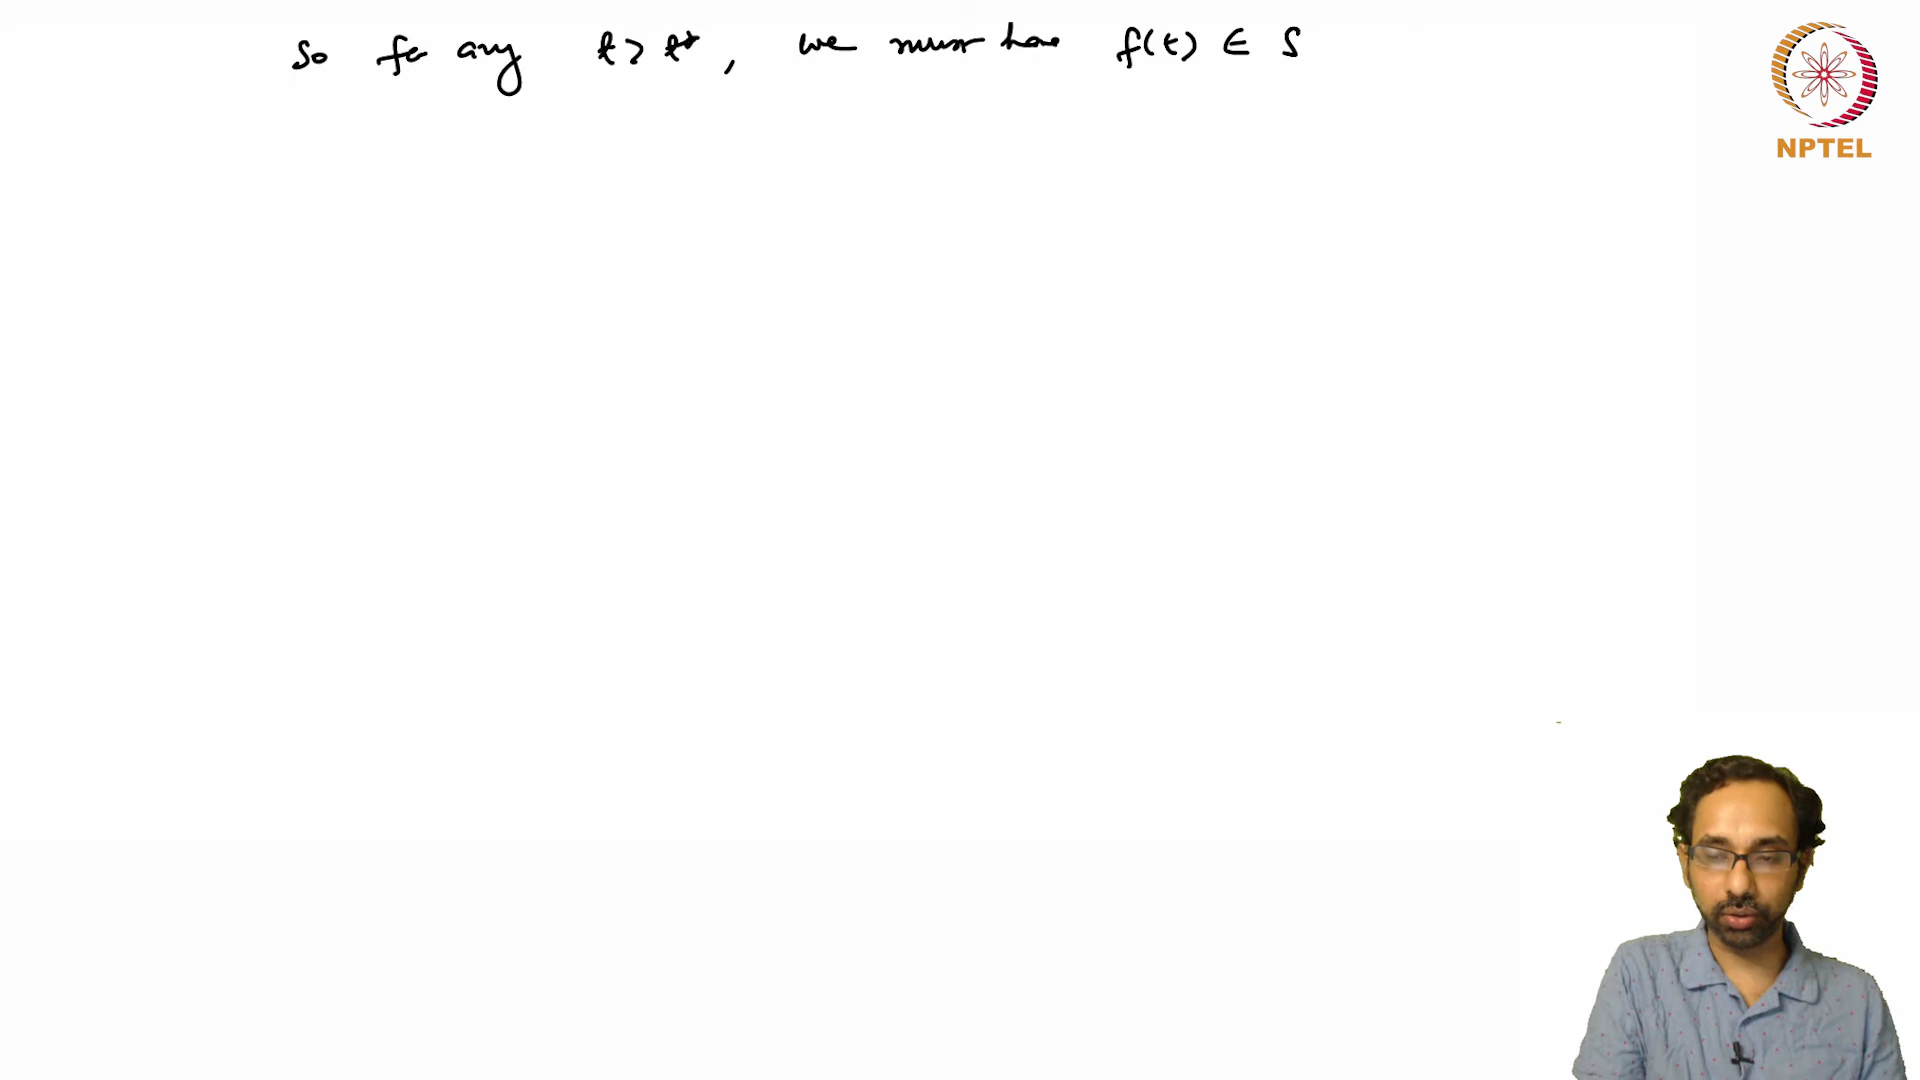 So for any t > t*, we must have f(t) ∈ S
NPTEL